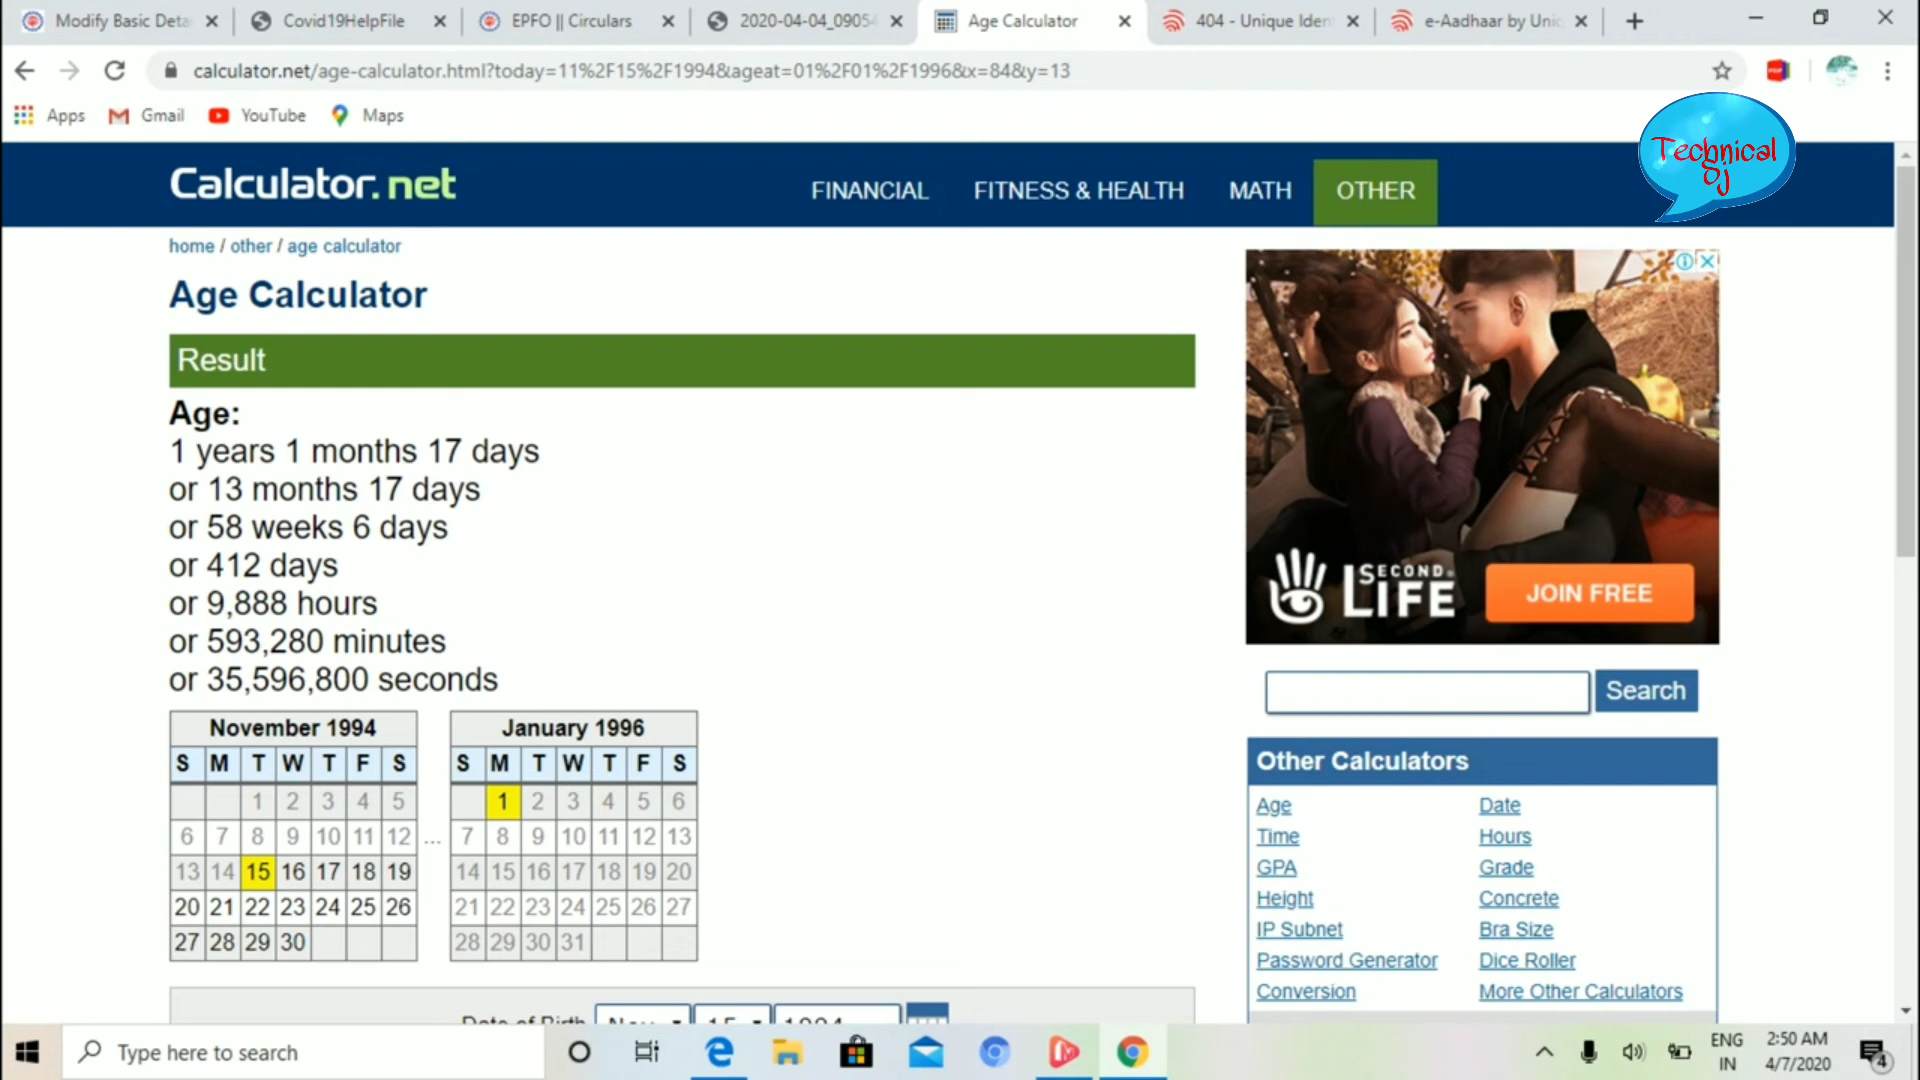 Modify Basic Deta
Covid19HelpFile
EPFO || Circulars
2020-04-04_09054
Age Calculator
404 - Unique Iden
e-Aadhaar by Uni
calculator.net/age-calculator.html?today=11%2F15%2F1994&ageat=01%2F01%2F1996&x=84&y=13
Apps Gmail YouTube Maps
Technical gj
Calculator.net
FINANCIAL FITNESS & HEALTH MATH OTHER
home / other / age calculator
Age Calculator
Result
Age:
1 years 1 months 17 days
or 13 months 17 days
or 58 weeks 6 days
or 412 days
or 9,888 hours
or 593,280 minutes
or 35,596,800 seconds
November 1994
S M T W T F S
1 2 3 4 5
6 7 8 9 10 11 12
13 14 15 16 17 18 19
20 21 22 23 24 25 26
27 28 29 30
...
January 1996
S M T W T F S
1 2 3 4 5 6
7 8 9 10 11 12 13
14 15 16 17 18 19 20
21 22 23 24 25 26 27
28 29 30 31
Date of Birth Nov 15 1994
SECOND LIFE
JOIN FREE
Search
Other Calculators
Age Date
Time Hours
GPA Grade
Height Concrete
IP Subnet Bra Size
Password Generator Dice Roller
Conversion More Other Calculators
Type here to search
ENG
IN
2:50 AM
4/7/2020
4